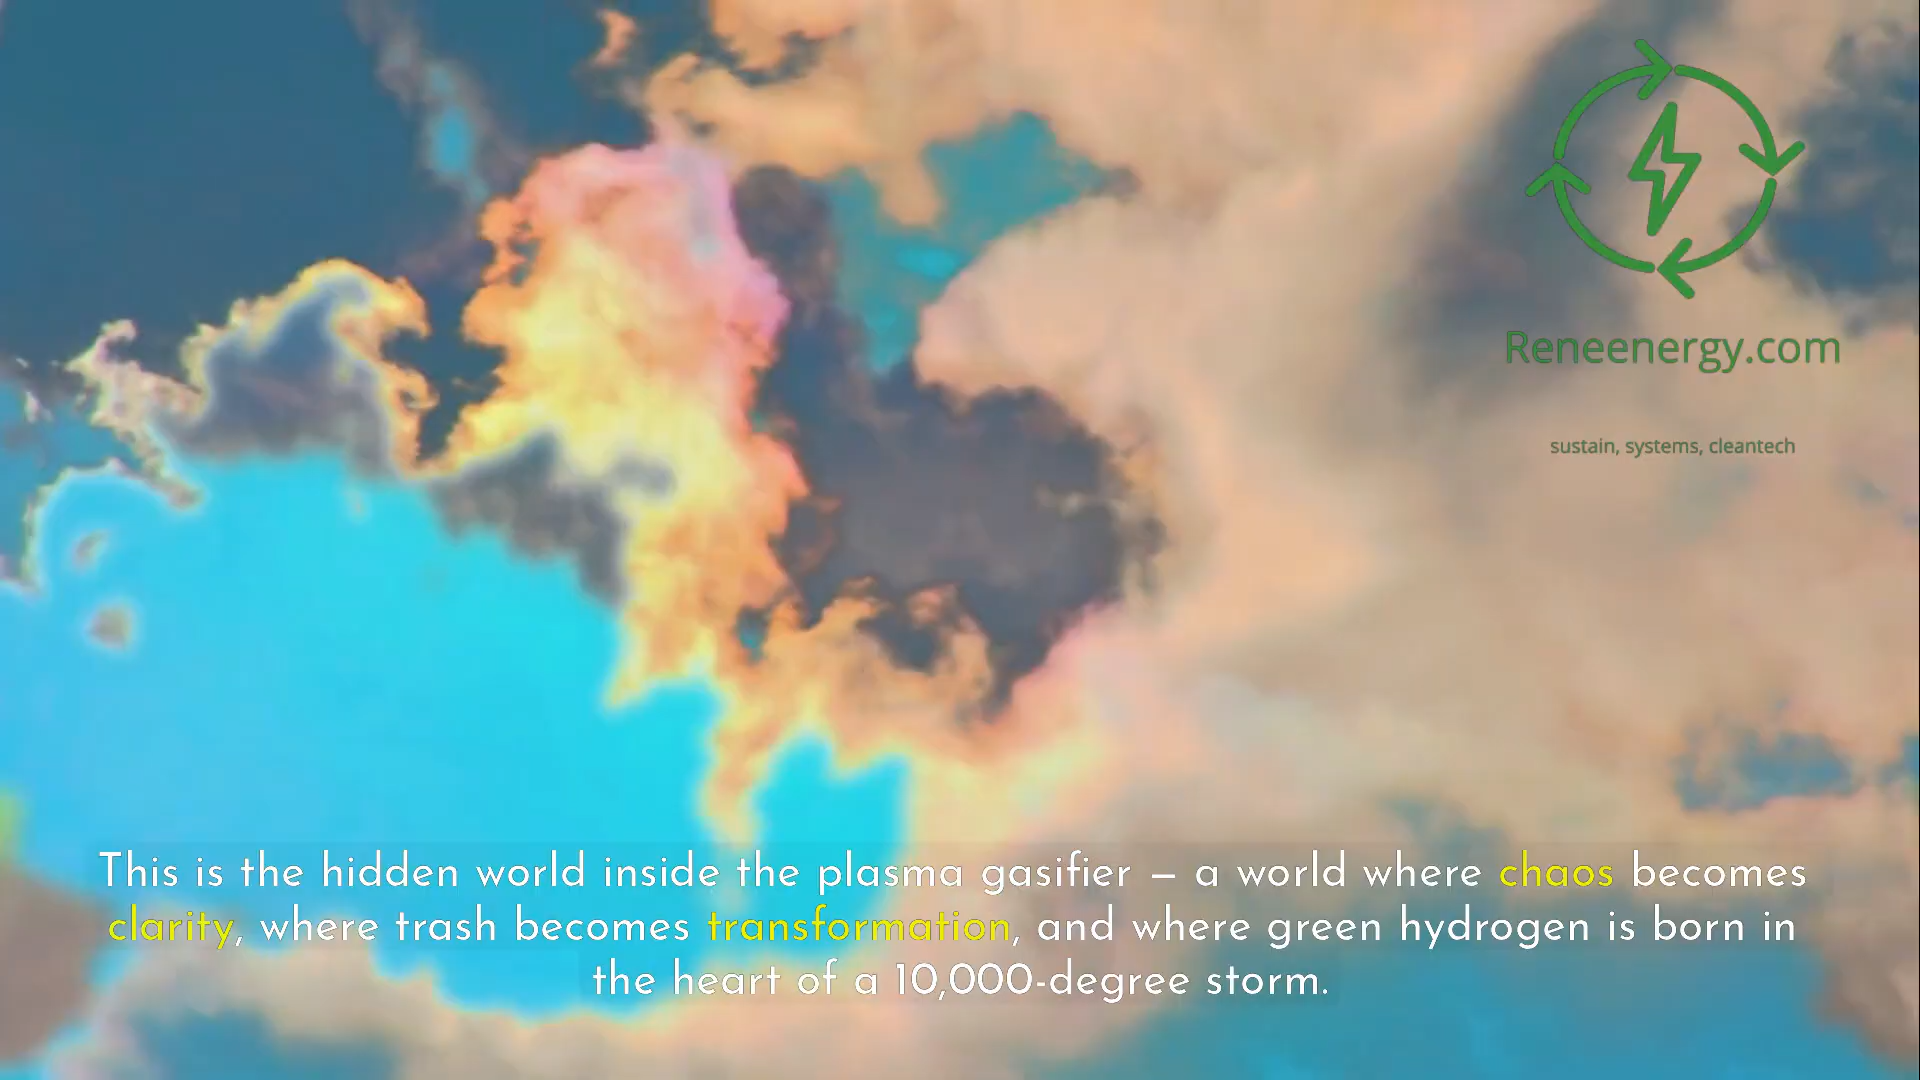 Reneenergy.com
sustain, systems, cleantech
This is the hidden world inside the plasma gasifier – a world where chaos becomes
clarity, where trash becomes transformation, and where green hydrogen is born in
the heart of a 10,000-degree storm.